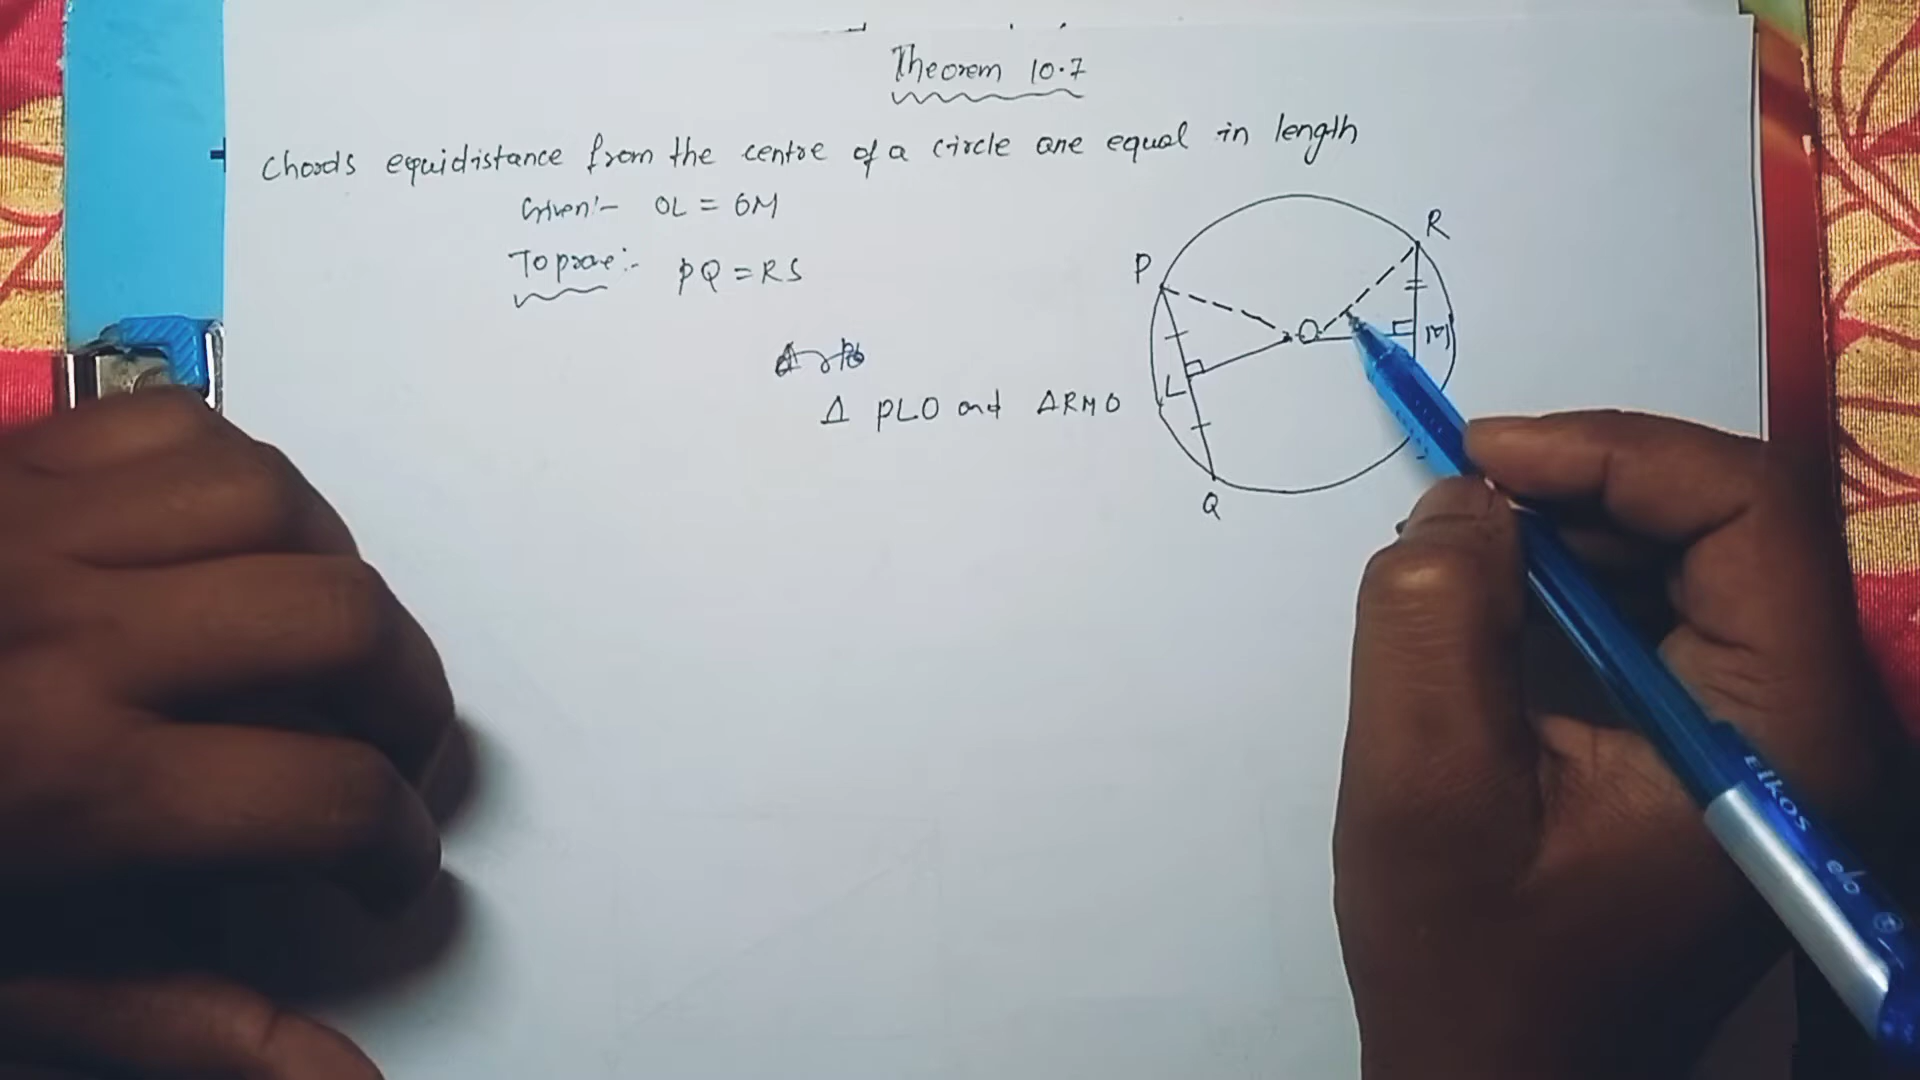 Theorem 10.7
Chords equidistance from the centre of a circle are equal in length
Given:- OL = OM
To prove:- PQ = RS
Δ PLO and Δ RMO
P
R
O
M
L
Q
Elkos